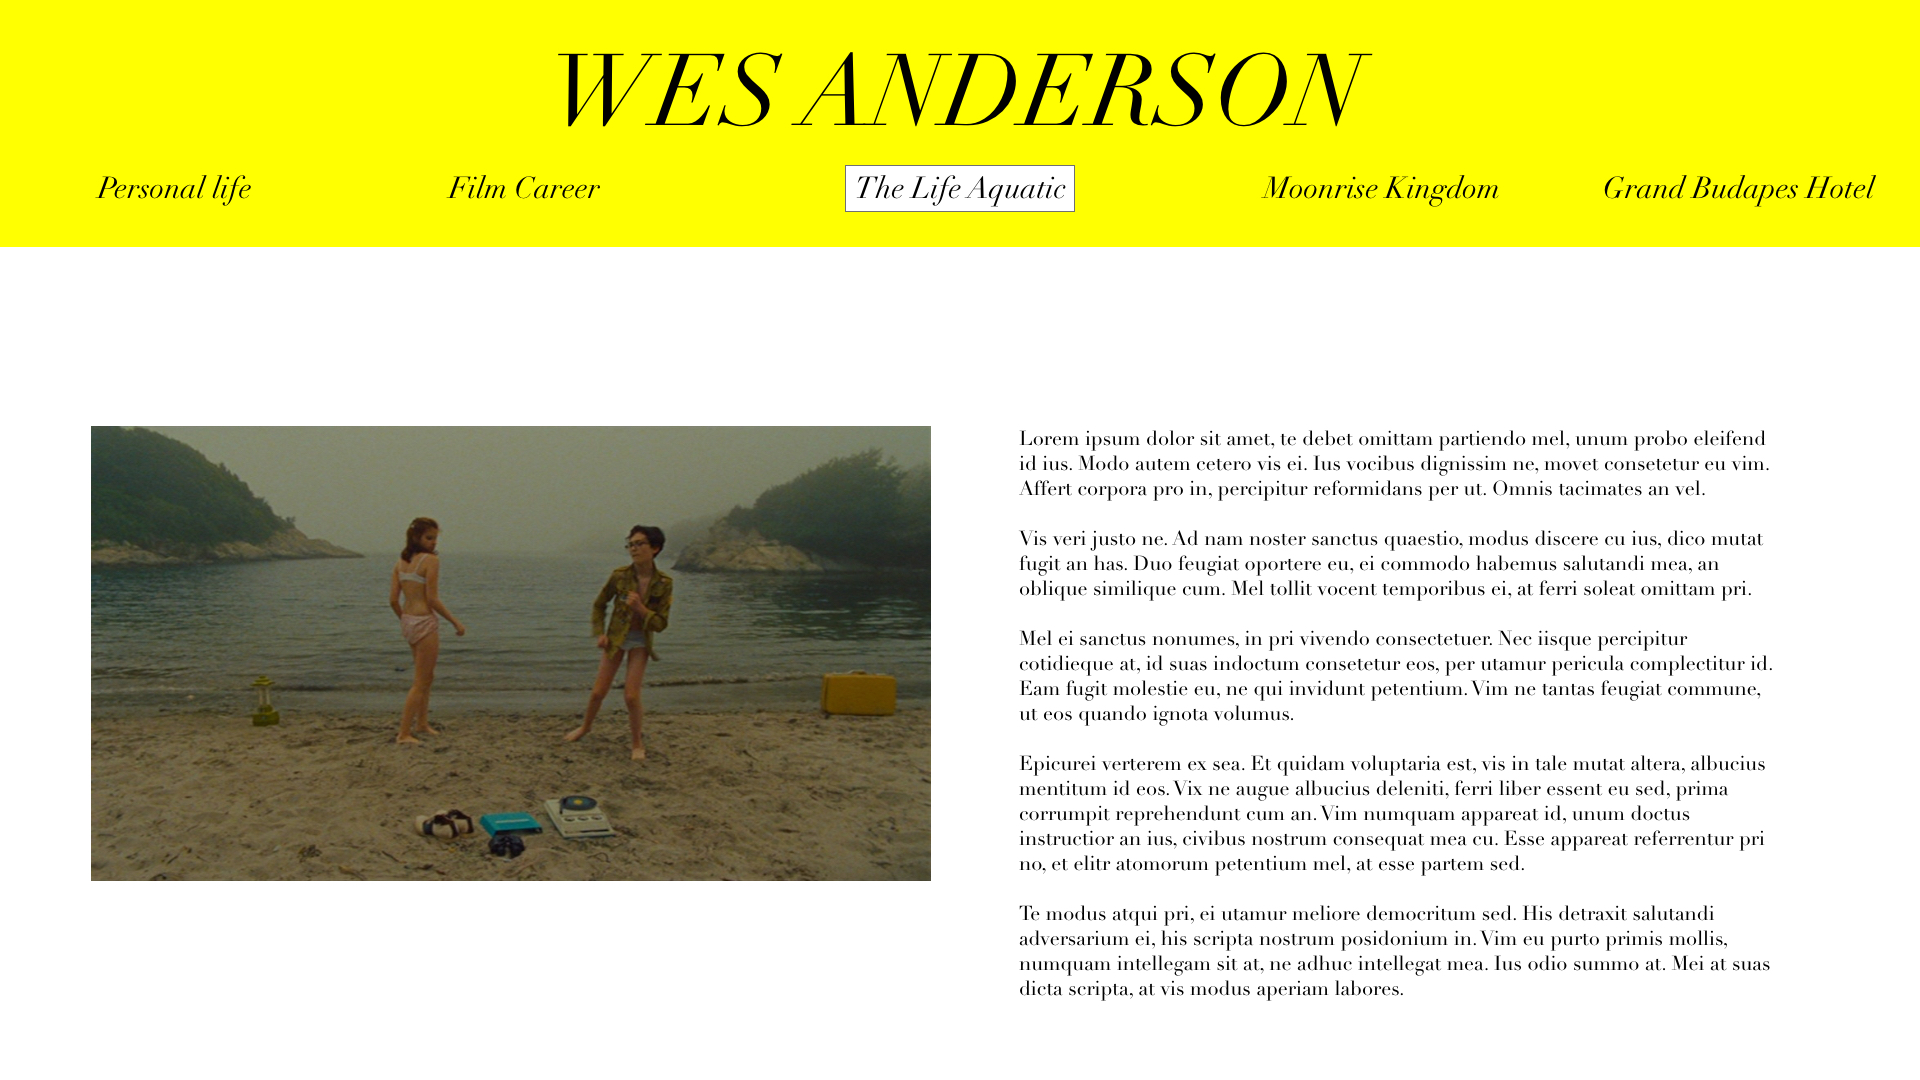 WES ANDERSON
Personal life
Film Career
The Life Aquatic
Moonrise Kingdom
Grand Budapes Hotel
Lorem ipsum dolor sit amet, te debet omittam partiendo mel, unum probo eleifend
id ius. Modo autem cetero vis ei. Ius vocibus dignissim ne, movet consetetur eu vim.
Affert corpora pro in, percipitur reformidans per ut. Omnis tacimates an vel.
Vis veri justo ne. Ad nam noster sanctus quaestio, modus discere cu ius, dico mutat
fugit an has. Duo feugiat oportere eu, ei commodo habemus salutandi mea, an
oblique similique cum. Mel tollit vocent temporibus ei, at ferri soleat omittam pri.
Mel ei sanctus nonumes, in pri vivendo consectetuer. Nec iisque percipitur
cotidieque at, id suas indoctum consetetur eos, per utamur pericula complectitur id.
Eam fugit molestie eu, ne qui invidunt petentium. Vim ne tantas feugiat commune,
ut eos quando ignota volumus.
Epicurei verterem ex sea. Et quidam voluptaria est, vis in tale mutat altera, albucius
mentitum id eos. Vix ne augue albucius deleniti, ferri liber essent eu sed, prima
corrumpit reprehendunt cum an. Vim numquam appareat id, unum doctus
instructior an ius, civibus nostrum consequat mea cu. Esse appareat referrentur pri
no, et elitr atomorum petentium mel, at esse partem sed.
Te modus atqui pri, ei utamur meliore democritum sed. His detraxit salutandi
adversarium ei, his scripta nostrum posidonium in. Vim eu purto primis mollis,
numquam intellegam sit at, ne adhuc intellegat mea. Ius odio summo at. Mei at suas
dicta scripta, at vis modus aperiam labores.